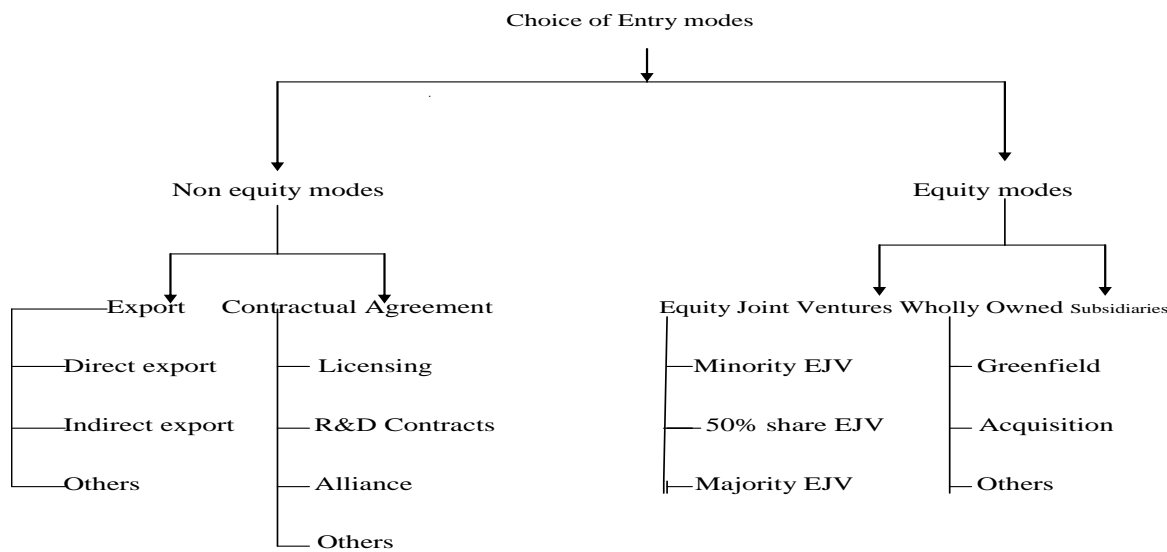 Choice of Entry modes
Non equity modes
Equity modes
Export
Contractual Agreement
Equity Joint Ventures
Wholly Owned Subsidiaries
Direct export
Licensing
Minority EJV
Greenfield
Indirect export
R&D Contracts
50% share EJV
Acquisition
Others
Alliance
Majority EJV
Others
Others